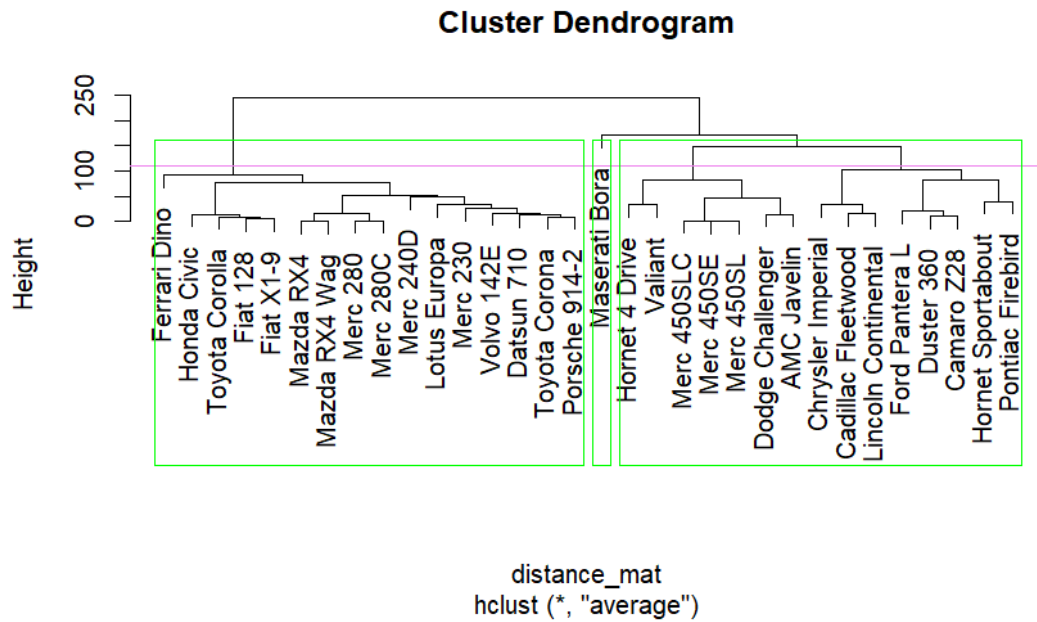 Cluster Dendrogram
Height
250
100
0
Ferrari Dino
Honda Civic
Toyota Corolla
Fiat 128
Fiat X1-9
Mazda RX4
Mazda RX4 Wag
Merc 280
Merc 280C
Merc 240D
Lotus Europa
Merc 230
Volvo 142E
Datsun 710
Toyota Corona
Porsche 914-2
Maserati Bora
Hornet 4 Drive
Valiant
Merc 450SLC
Merc 450SE
Merc 450SL
Dodge Challenger
AMC Javelin
Chrysler Imperial
Cadillac Fleetwood
Lincoln Continental
Ford Pantera L
Duster 360
Camaro Z28
Hornet Sportabout
Pontiac Firebird
distance_mat
hclust (*, "average")